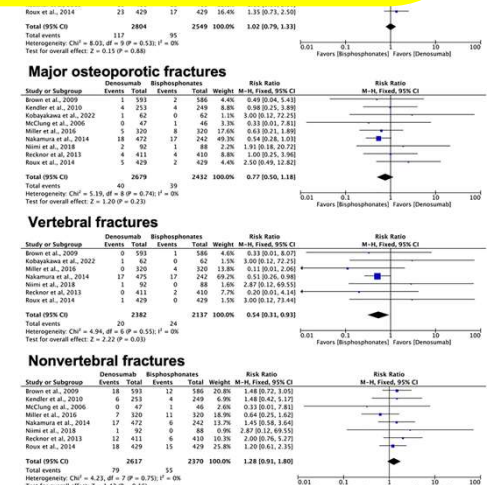 Roux et al., 2014 23 429 17 429 16.4% 1.35 [0.73, 2.50]
Total (95% CI) 2804 2549 100.0% 1.02 [0.79, 1.33]
Total events 117 95
Heterogeneity: Chi² = 8.03, df = 9 (P = 0.53); I² = 0%
Test for overall effect: Z = 0.15 (P = 0.88)
0.01 0.1 1 10 100
Favors [Bisphosphonates] Favors [Denosumab]
Major osteoporotic fractures
Denosumab Bisphosphonates Risk Ratio Risk Ratio
Study or Subgroup Events Total Events Total Weight M-H, Fixed, 95% CI M-H, Fixed, 95% CI
Brown et al., 2009 1 593 2 586 4.4% 0.49 [0.04, 5.43]
Kendler et al., 2010 4 253 4 249 8.8% 0.98 [0.25, 3.89]
Kobayakawa et al., 2022 1 62 0 62 1.1% 3.00 [0.12, 72.25]
McClung et al., 2006 0 47 1 46 3.3% 0.33 [0.01, 7.81]
Miller et al., 2016 5 320 8 320 17.5% 0.63 [0.21, 1.89]
Nakamura et al., 2014 18 472 17 242 49.3% 0.54 [0.28, 1.03]
Niimi et al., 2018 2 92 1 88 2.2% 1.91 [0.18, 20.72]
Recknor et al., 2013 4 411 4 410 8.8% 1.00 [0.25, 3.96]
Roux et al., 2014 5 429 2 429 4.4% 2.50 [0.49, 12.82]
Total (95% CI) 2679 2432 100.0% 0.77 [0.50, 1.18]
Total events 40 39
Heterogeneity: Chi² = 5.19, df = 8 (P = 0.74); I² = 0%
Test for overall effect: Z = 1.20 (P = 0.23)
0.01 0.1 1 10 100
Favors [Bisphosphonates] Favors [Denosumab]
Vertebral fractures
Denosumab Bisphosphonates Risk Ratio Risk Ratio
Study or Subgroup Events Total Events Total Weight M-H, Fixed, 95% CI M-H, Fixed, 95% CI
Brown et al., 2009 0 593 1 586 0.33 [0.01, 8.07]
Kobayakawa et al., 2022 1 62 0 62 3.00 [0.12, 72.25]
Miller et al., 2016 0 320 4 320 0.11 [0.01, 2.06]
Nakamura et al., 2014 17 475 17 242 69.2% 0.51 [0.26, 0.98]
Niimi et al., 2018 1 92 0 88 2.87 [0.12, 69.55]
Recknor et al., 2013 0 411 2 410 0.20 [0.01, 4.14]
Roux et al., 2014 1 429 0 429 3.00 [0.12, 73.44]
Total (95% CI) 2382 2137 100.0% 0.54 [0.31, 0.93]
Total events 20 24
Heterogeneity: Chi² = 4.94, df = 6 (P = 0.55); I² = 0%
Test for overall effect: Z = 2.22 (P = 0.03)
0.01 0.1 1 10 100
Favors [Bisphosphonates] Favors [Denosumab]
Nonvertebral fractures
Denosumab Bisphosphonates Risk Ratio Risk Ratio
Study or Subgroup Events Total Events Total Weight M-H, Fixed, 95% CI M-H, Fixed, 95% CI
Brown et al., 2009 18 593 12 586 20.8% 1.48 [0.72, 3.05]
Kendler et al., 2010 6 253 4 249 1.48 [0.42, 5.17]
McClung et al., 2006 0 47 1 46 0.33 [0.01, 7.81]
Miller et al., 2016 7 320 11 320 0.64 [0.25, 1.62]
Nakamura et al., 2014 17 472 6 242 1.45 [0.58, 3.64]
Niimi et al., 2018 1 92 0 88 2.87 [0.12, 69.55]
Recknor et al., 2013 12 411 6 410 2.00 [0.76, 5.27]
Roux et al., 2014 18 429 15 429 1.20 [0.61, 2.35]
Total (95% CI) 2617 2370 100.0% 1.28 [0.91, 1.80]
Total events 79 55
Heterogeneity: Chi² = 4.23, df = 7 (P = 0.75); I² = 0%
0.01 0.1 1 10 100